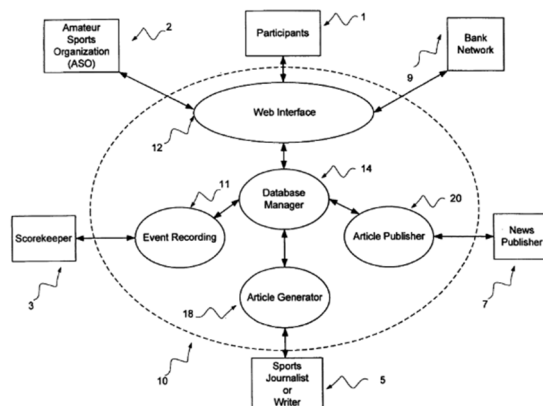 Amateur
Sports
Organization
(ASO)
2
Participants
1
Bank
Network
9
Web Interface
12
14
Database
Manager
11
Event Recording
20
Article Publisher
Scorekeeper
3
News
Publisher
7
Article Generator
18
10
Sports
Journalist
or
Writer
5